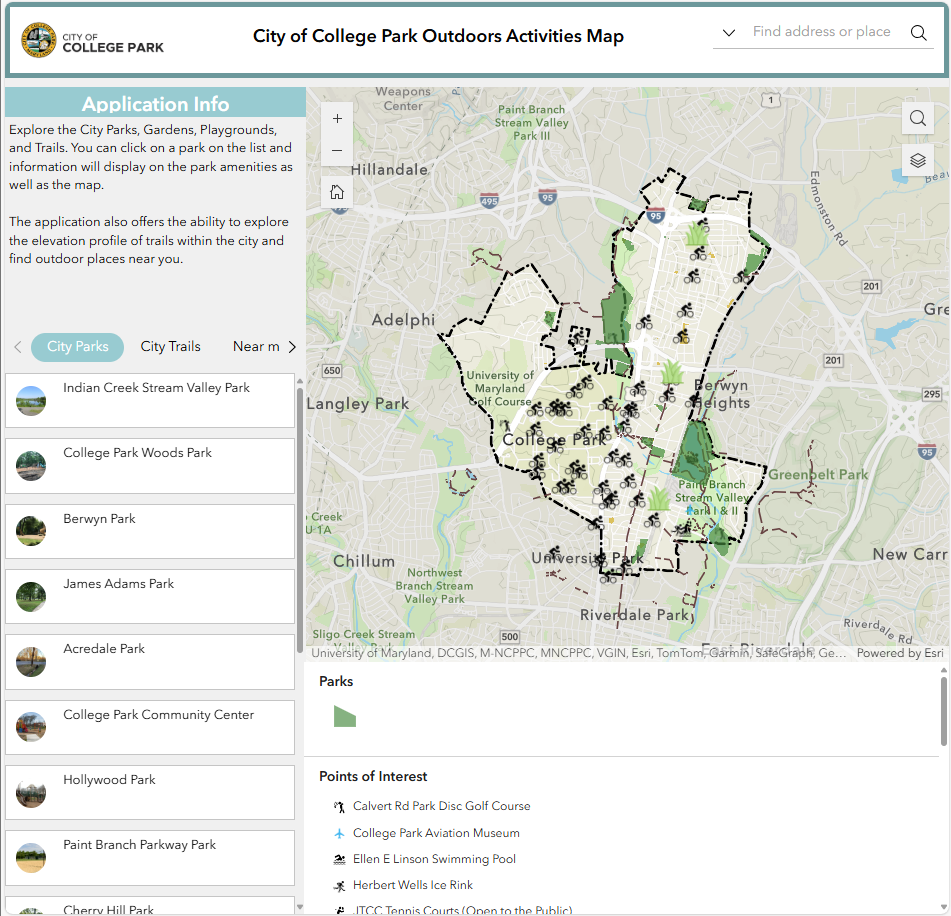 CITY OF
COLLEGE PARK
City of College Park Outdoors Activities Map
Find address or place
Application Info
Explore the City Parks, Gardens, Playgrounds,
and Trails. You can click on a park on the list and
information will display on the park amenities as
well as the map.
The application also offers the ability to explore
the elevation profile of trails within the city and
find outdoor places near you.
City Parks
City Trails
Near m
Indian Creek Stream Valley Park
College Park Woods Park
Berwyn Park
James Adams Park
Acredale Park
College Park Community Center
Hollywood Park
Paint Branch Parkway Park
Cherry Hill Park
+
−
Weapons
Center
Paint Branch
Stream Valley
Park III
1
Hillandale
495
95
95
Edmonston Rd
Beau
201
Gre
Adelphi
201
650
University of
Maryland
Golf Course
Berwyn
Heights
295
Langley Park
College Park
95
Greenbelt Park
Paint Branch
Stream Valley
Park I & II
Creek
U 1A
Chillum
University Park
New Carr
Northwest
Branch Stream
Valley Park
Riverdale Park
Riverdale Rd
Sligo Creek Stream
Valley Park
500
East Riverdale
University of Maryland, DCGIS, M-NCPPC, MNCPPC, VGIN, Esri, TomTom, Garmin, SafeGraph, Ge...
Powered by Esri
Parks
Points of Interest
Calvert Rd Park Disc Golf Course
College Park Aviation Museum
Ellen E Linson Swimming Pool
Herbert Wells Ice Rink
JTCC Tennis Courts (Open to the Public)